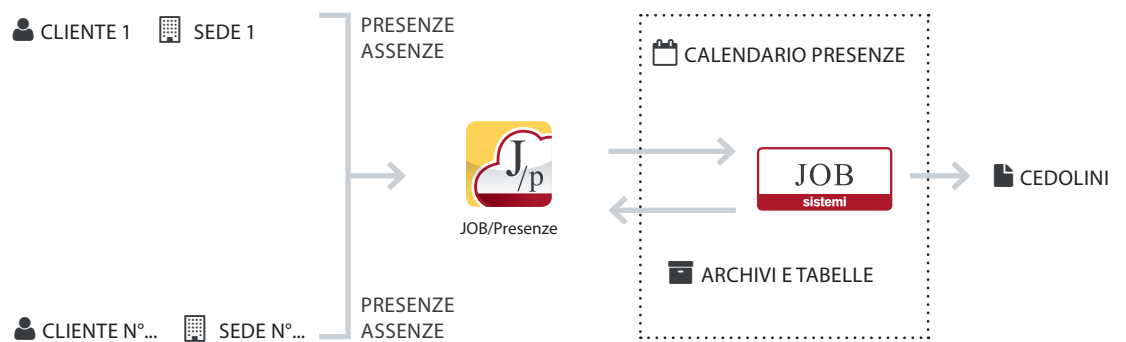 CLIENTE 1
SEDE 1
PRESENZE
ASSENZE
CALENDARIO PRESENZE
J/p
JOB/Presenze
JOB
sistemi
CEDOLINI
ARCHIVI E TABELLE
CLIENTE N°...
SEDE N°...
PRESENZE
ASSENZE